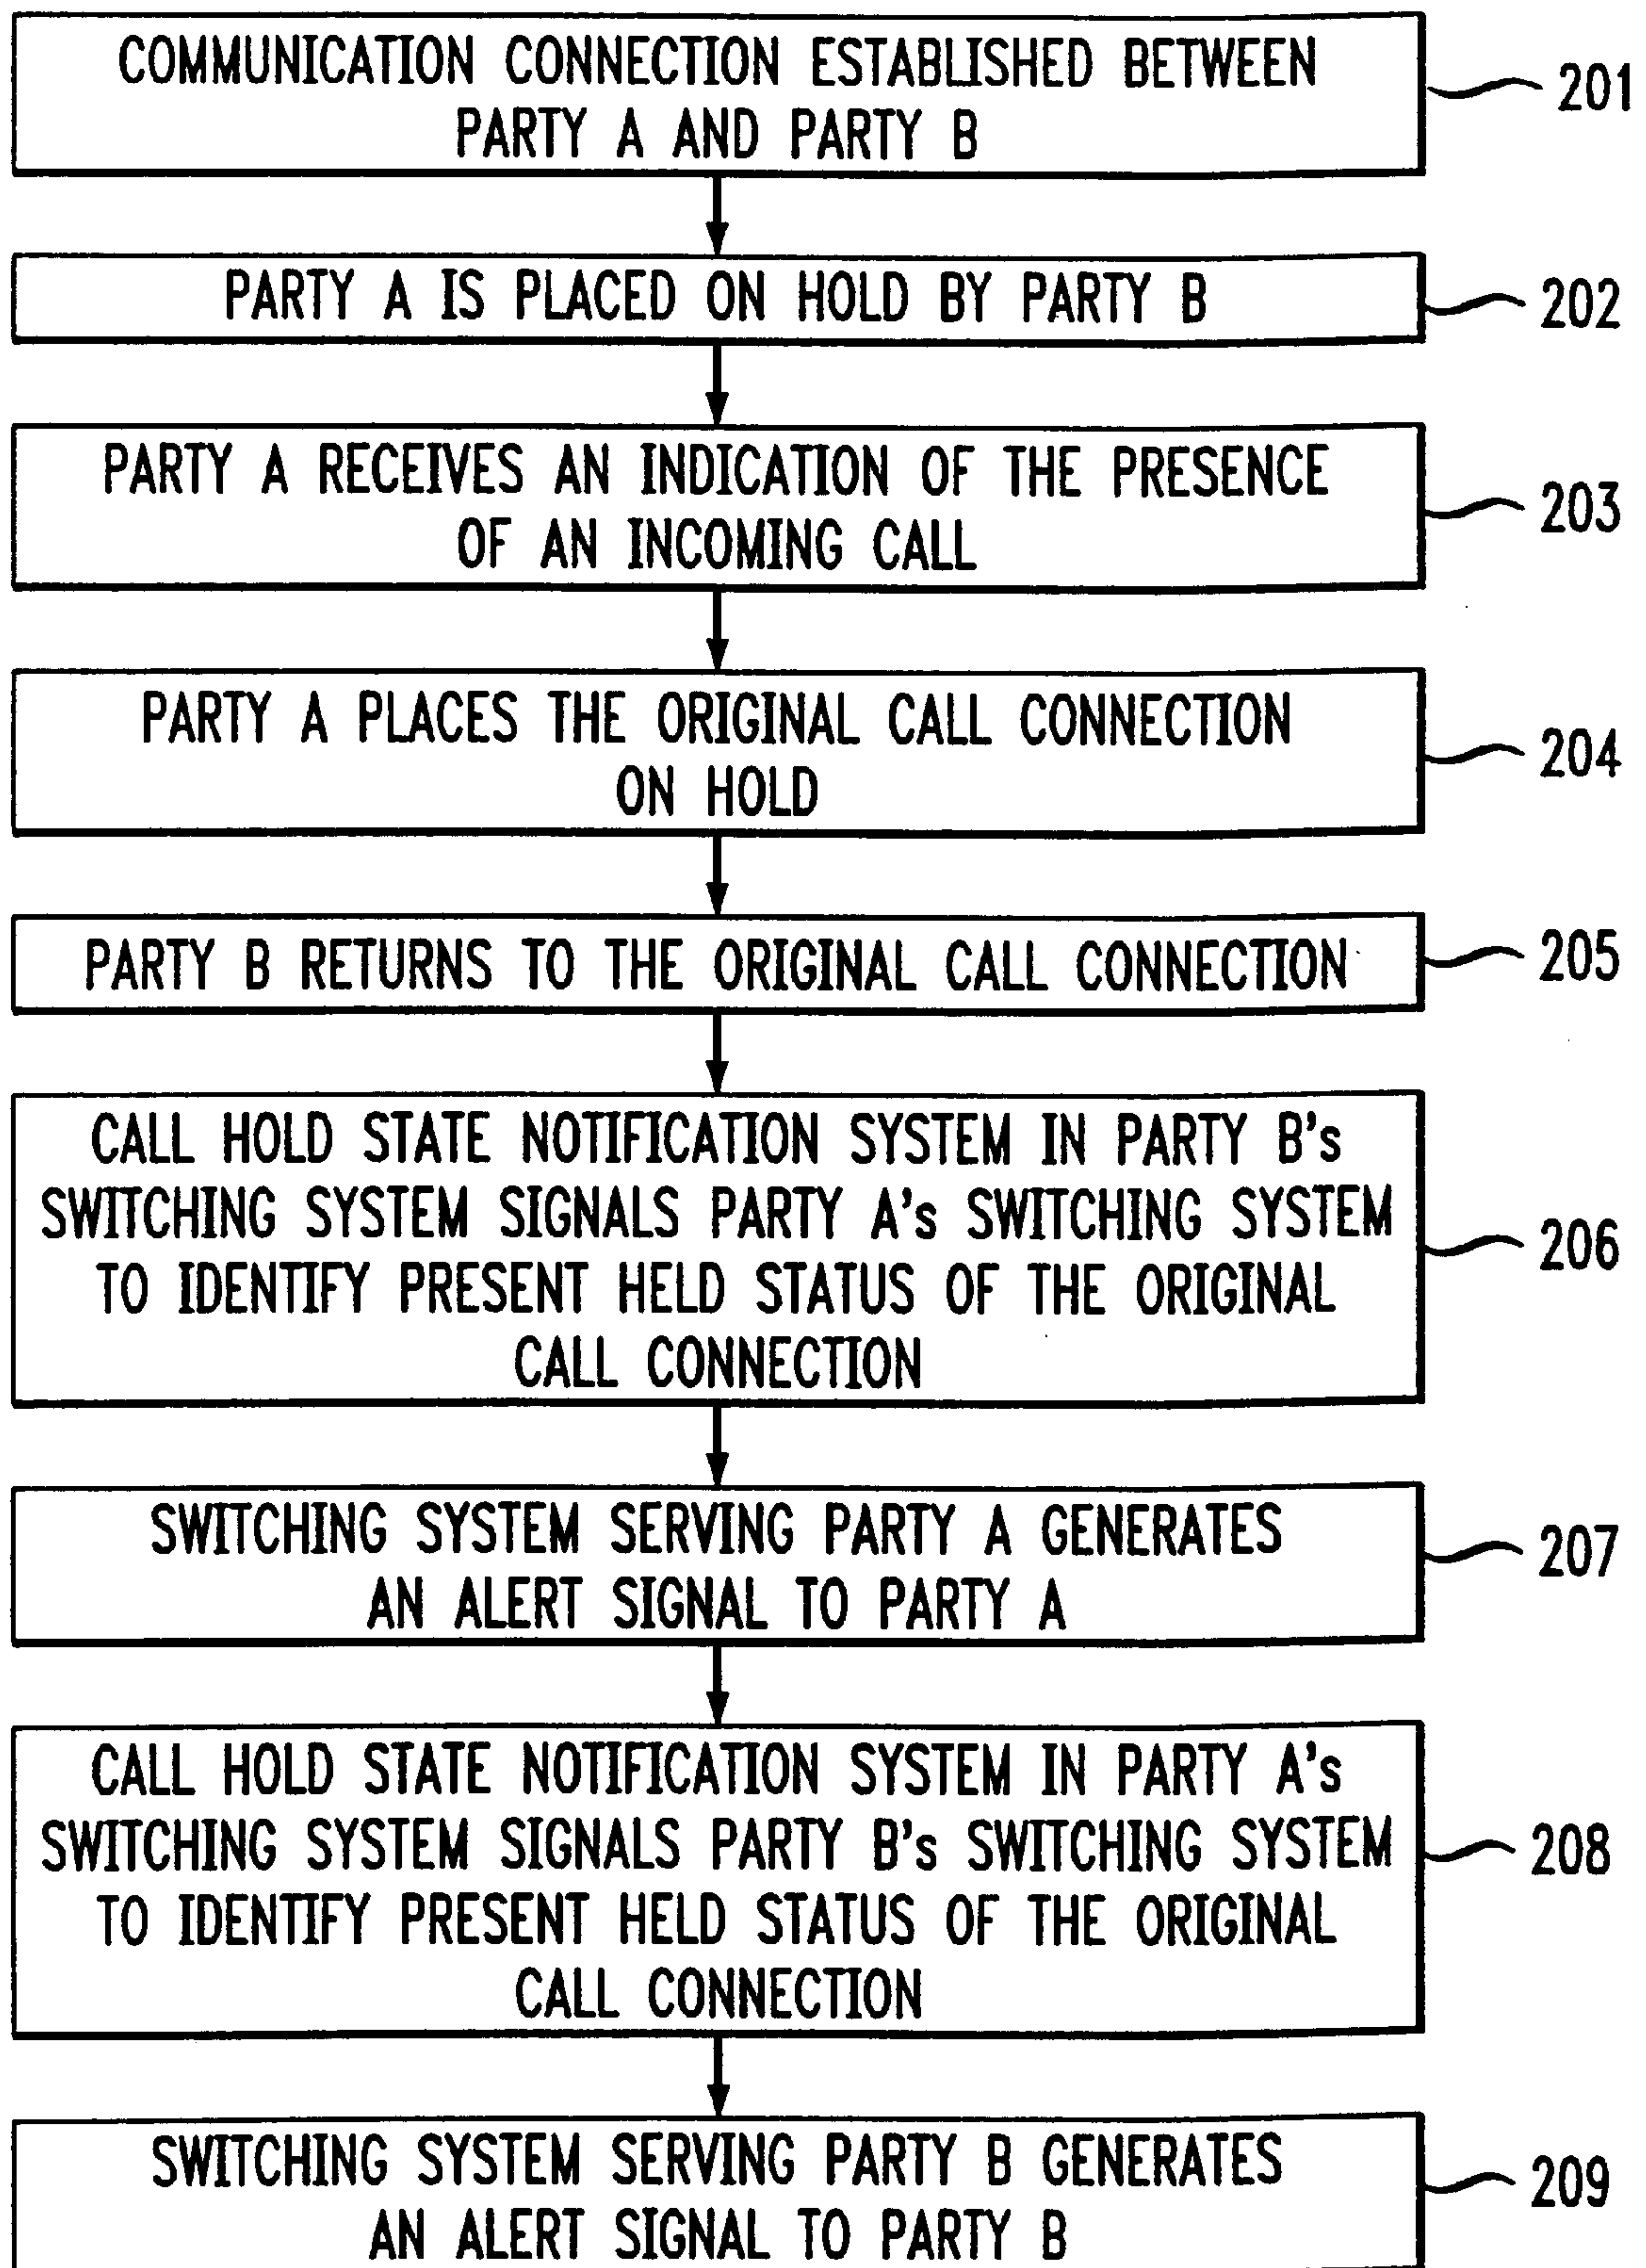 COMMUNICATION CONNECTION ESTABLISHED BETWEEN
PARTY A AND PARTY B
201
PARTY A IS PLACED ON HOLD BY PARTY B
202
PARTY A RECEIVES AN INDICATION OF THE PRESENCE
OF AN INCOMING CALL
203
PARTY A PLACES THE ORIGINAL CALL CONNECTION
ON HOLD
204
PARTY B RETURNS TO THE ORIGINAL CALL CONNECTION
205
CALL HOLD STATE NOTIFICATION SYSTEM IN PARTY B's
SWITCHING SYSTEM SIGNALS PARTY A's SWITCHING SYSTEM
TO IDENTIFY PRESENT HELD STATUS OF THE ORIGINAL
CALL CONNECTION
206
SWITCHING SYSTEM SERVING PARTY A GENERATES
AN ALERT SIGNAL TO PARTY A
207
CALL HOLD STATE NOTIFICATION SYSTEM IN PARTY A's
SWITCHING SYSTEM SIGNALS PARTY B's SWITCHING SYSTEM
TO IDENTIFY PRESENT HELD STATUS OF THE ORIGINAL
CALL CONNECTION
208
SWITCHING SYSTEM SERVING PARTY B GENERATES
AN ALERT SIGNAL TO PARTY B
209